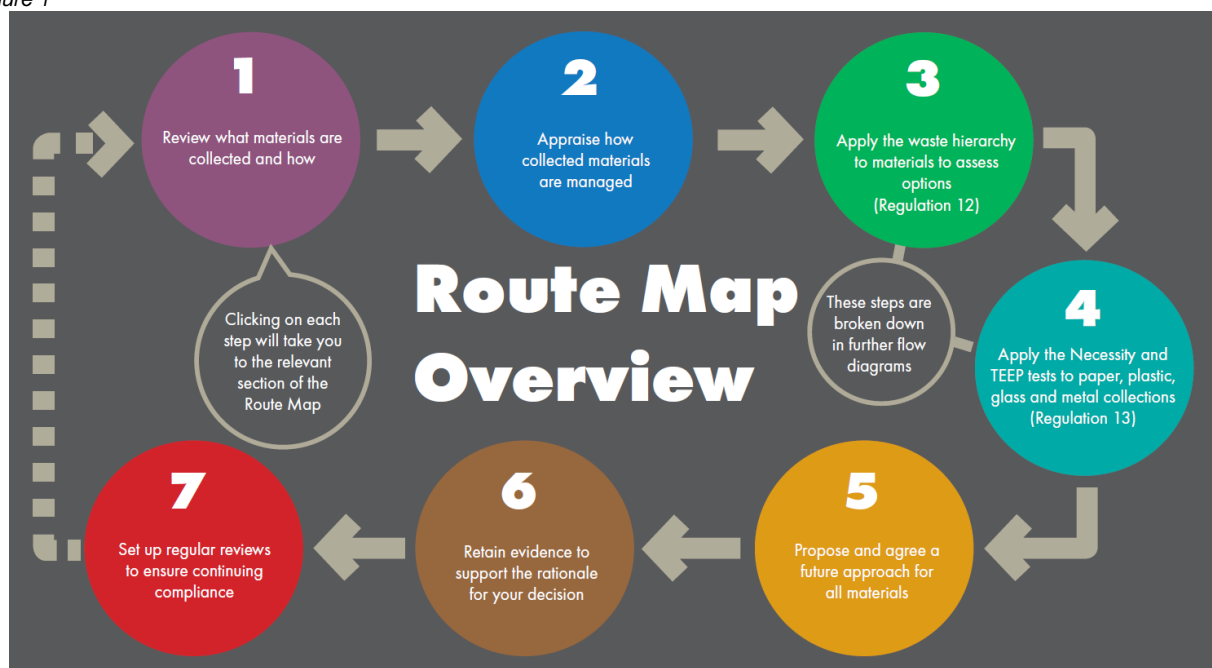 1
Review what materials are
collected and how
2
Appraise how
collected materials
are managed
3
Apply the waste hierarchy
to materials to assess
options
(Regulation 12)
Clicking on each
step will take you
to the relevant
section of the
Route Map
Route Map
Overview
These steps are
broken down
in further flow
diagrams
4
Apply the Necessity and
TEEP tests to paper, plastic,
glass and metal collections
(Regulation 13)
5
Propose and agree a
future approach for
all materials
6
Retain evidence to
support the rationale
for your decision
7
Set up regular reviews
to ensure continuing
compliance